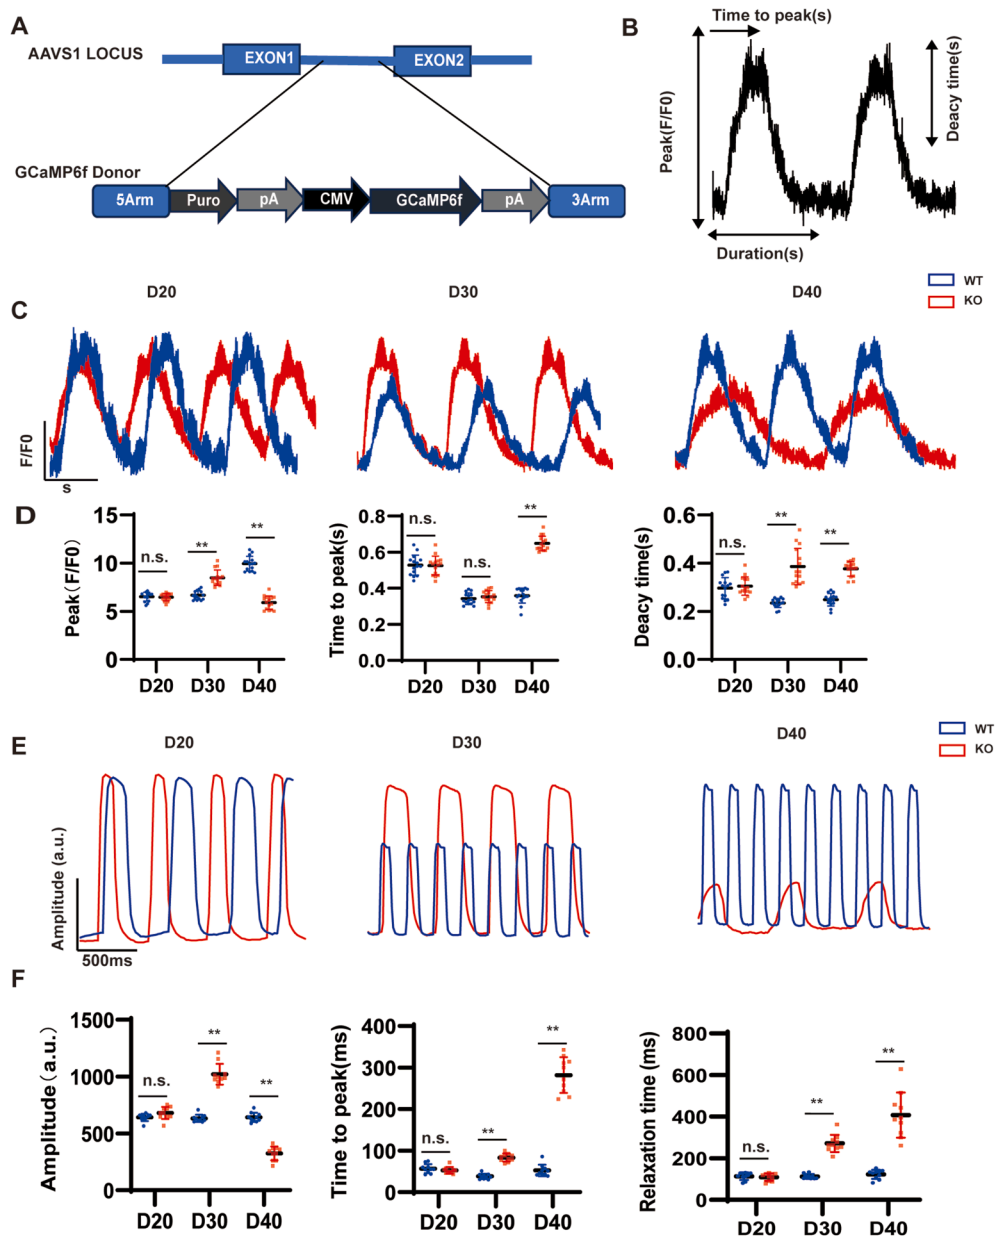 A
AAVS1 LOCUS
EXON1
EXON2
GCaMP6f Donor
5Arm
Puro
pA
CMV
GCaMP6f
pA
3Arm
B
Time to peak(s)
Peak(F/F0)
Deacy time(s)
Duration(s)
C
D20
D30
D40
WT
KO
F/F0
s
D
Peak（F/F0）
15
10
5
0
n.s.
**
**
D20
D30
D40
Time to peak(s)
0.8
0.6
0.4
0.2
0.0
n.s.
n.s.
**
D20
D30
D40
Deacy time(s)
0.6
0.4
0.2
0.0
n.s.
**
**
D20
D30
D40
E
D20
D30
D40
WT
KO
Amplitude (a.u.)
500ms
F
Amplitude（a.u.）
1500
1000
500
0
n.s.
**
**
D20
D30
D40
Time to peak(ms)
400
300
200
100
0
n.s.
**
**
D20
D30
D40
Relaxation time (ms)
800
600
400
200
0
n.s.
**
**
D20
D30
D40